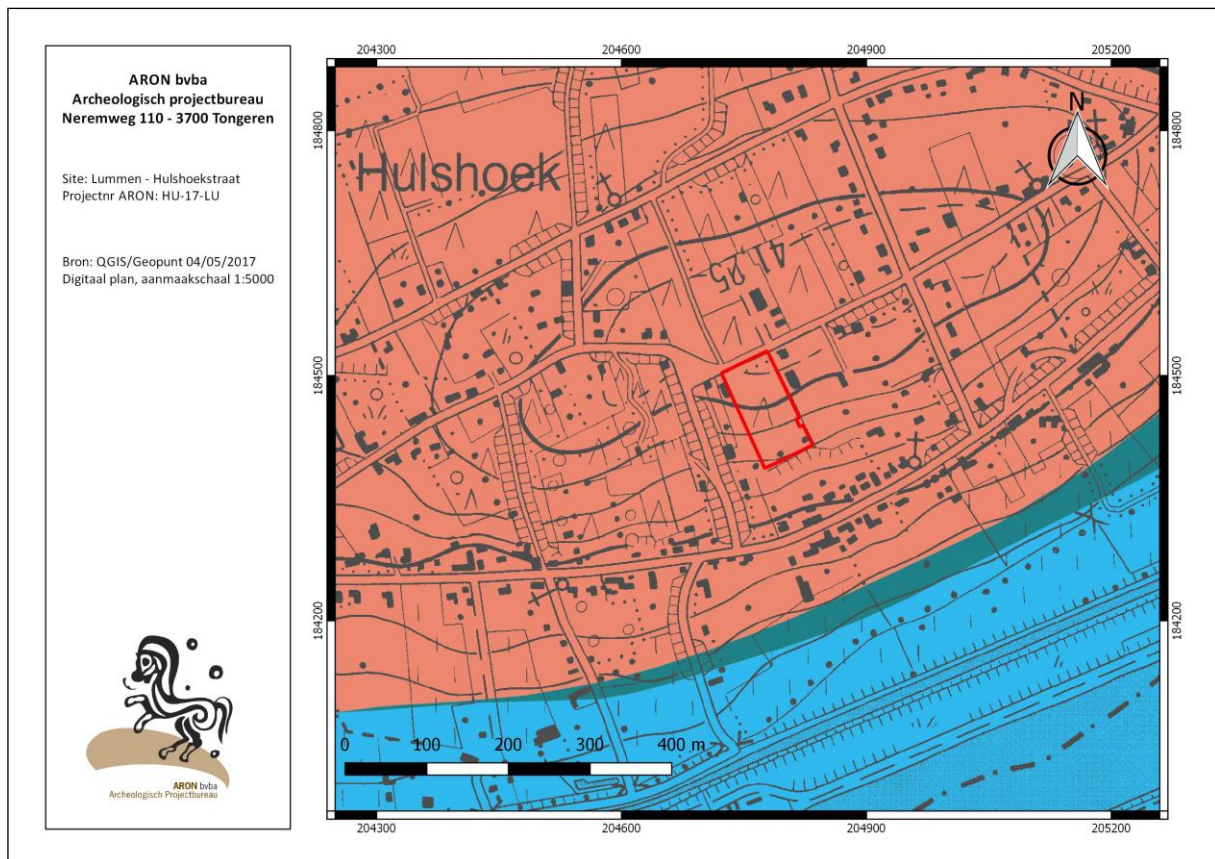 ARON bvba
Archeologisch projectbureau
Neremweg 110 - 3700 Tongeren
Site: Lummen - Hulshoekstraat
Projectnr ARON: HU-17-LU
Bron: QGIS/Geopunt 04/05/2017
Digitaal plan, aanmaakschaal 1:5000
ARON bvba
Archeologisch Projectbureau
204300 204600 204900 205200
184800 184800
N
Hulshoek
41,25
184500 184500
184200 184200
0 100 200 300 400 m
204300 204600 204900 205200